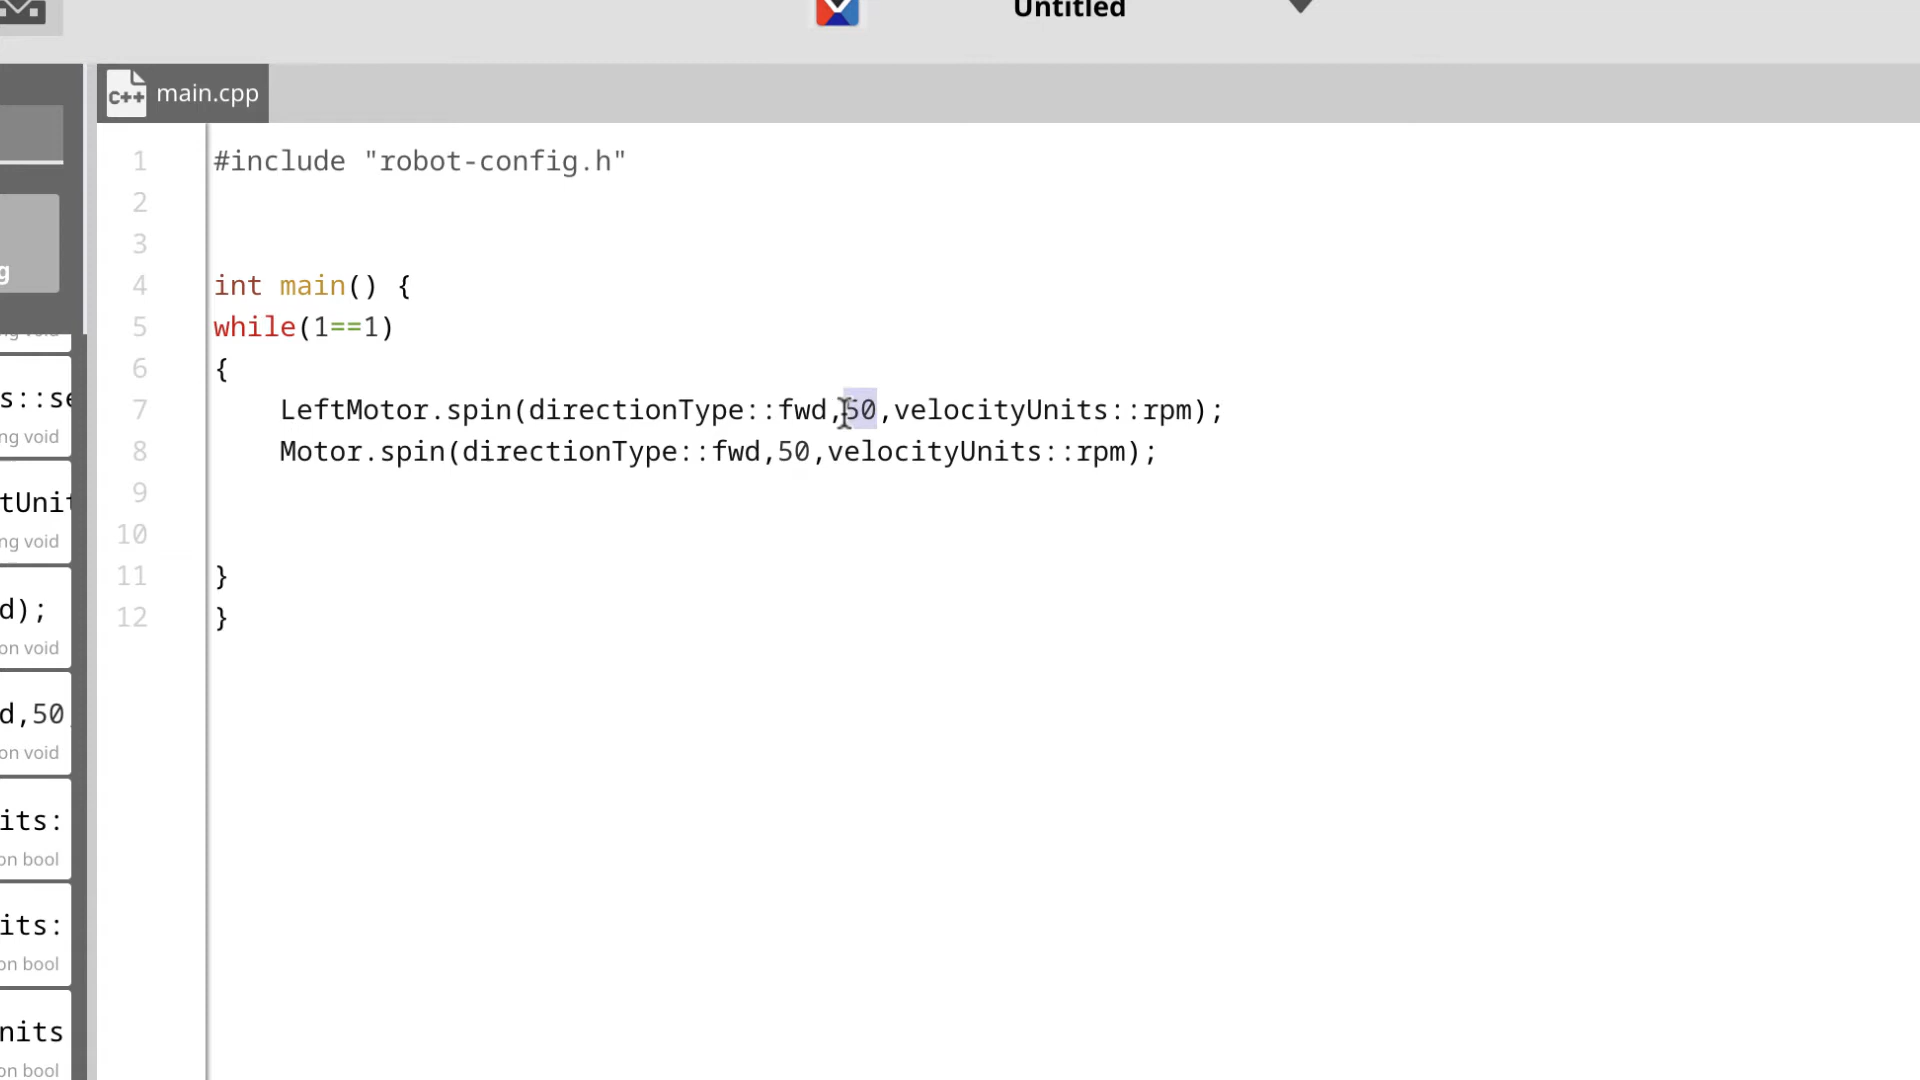 Untitled
C++ main.cpp
1 #include "robot-config.h"
2
3
4 int main() {
5 while(1==1)
6 {
7 LeftMotor.spin(directionType::fwd,50,velocityUnits::rpm);
8 Motor.spin(directionType::fwd,50,velocityUnits::rpm);
9
10
11 }
12 }
g
ng void
s::se
ng void
tUnit
ng void
d);
on void
d,50
on void
its:
on bool
its:
on bool
nits
on bool